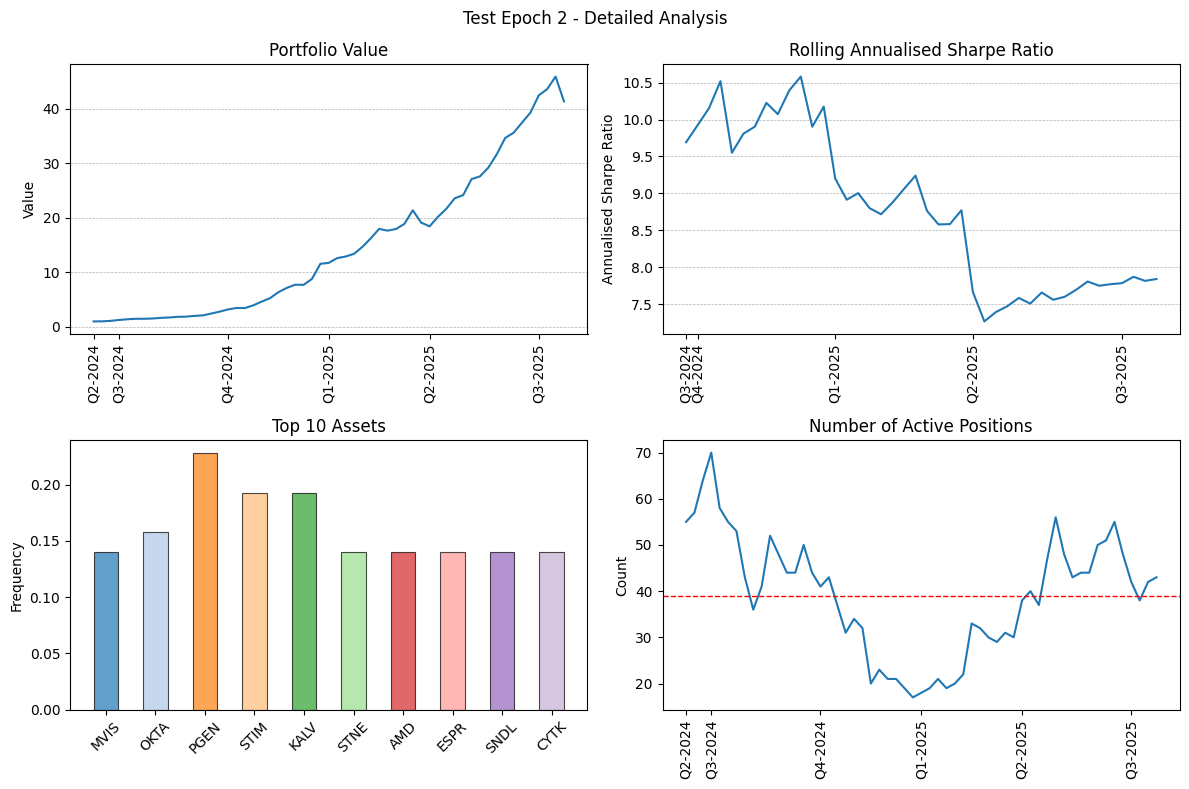 Test Epoch 2 - Detailed Analysis
Portfolio Value
Value
40
30
20
10
0
Q2-2024
Q3-2024
Q4-2024
Q1-2025
Q2-2025
Q3-2025
Rolling Annualised Sharpe Ratio
Annualised Sharpe Ratio
10.5
10.0
9.5
9.0
8.5
8.0
7.5
Q3-2024
Q4-2024
Q1-2025
Q2-2025
Q3-2025
Top 10 Assets
Frequency
0.20
0.15
0.10
0.05
0.00
MVIS
OKTA
PGEN
STIM
KALV
STNE
AMD
ESPR
SNDL
CYTK
Number of Active Positions
Count
70
60
50
40
30
20
Q2-2024
Q3-2024
Q4-2024
Q1-2025
Q2-2025
Q3-2025